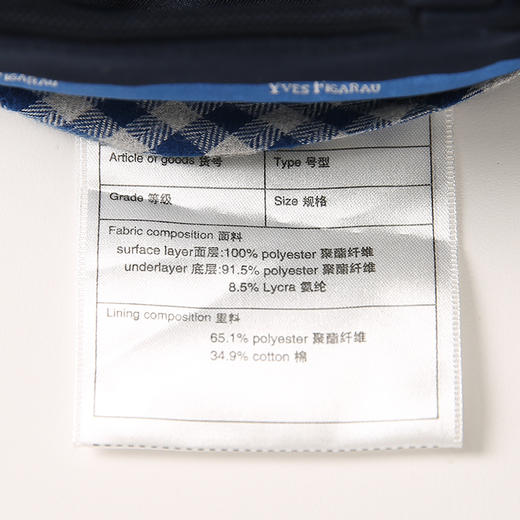 YVES FIGARAU
Article of goods 货号
Type 号型
Grade 等级
Size 规格
Fabric composition 面料
surface layer面层:100% polyester 聚酯纤维
underlayer 底层:91.5% polyester 聚酯纤维
8.5% Lycra 氨纶
Lining composition 里料
65.1% polyester 聚酯纤维
34.9% cotton 棉